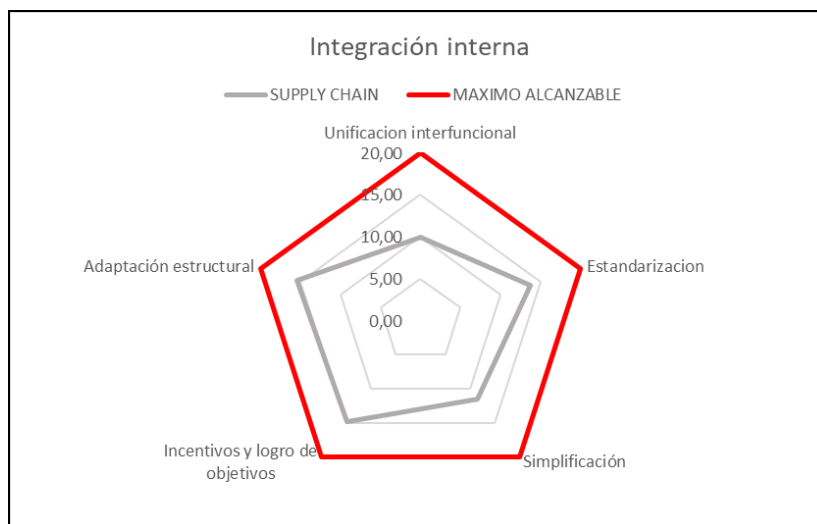 Integración interna
SUPPLY CHAIN
MAXIMO ALCANZABLE
Unificacion interfuncional
20,00
15,00
10,00
5,00
0,00
Adaptación estructural
Estandarizacion
Incentivos y logro de
objetivos
Simplificación